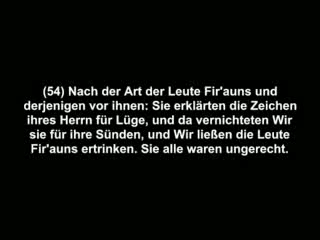 (54) Nach der Art der Leute Fir'auns und
derjenigen vor ihnen: Sie erklärten die Zeichen
ihres Herrn für Lüge, und da vernichteten Wir
sie für ihre Sünden, und Wir ließen die Leute
Fir'auns ertrinken. Sie alle waren ungerecht.